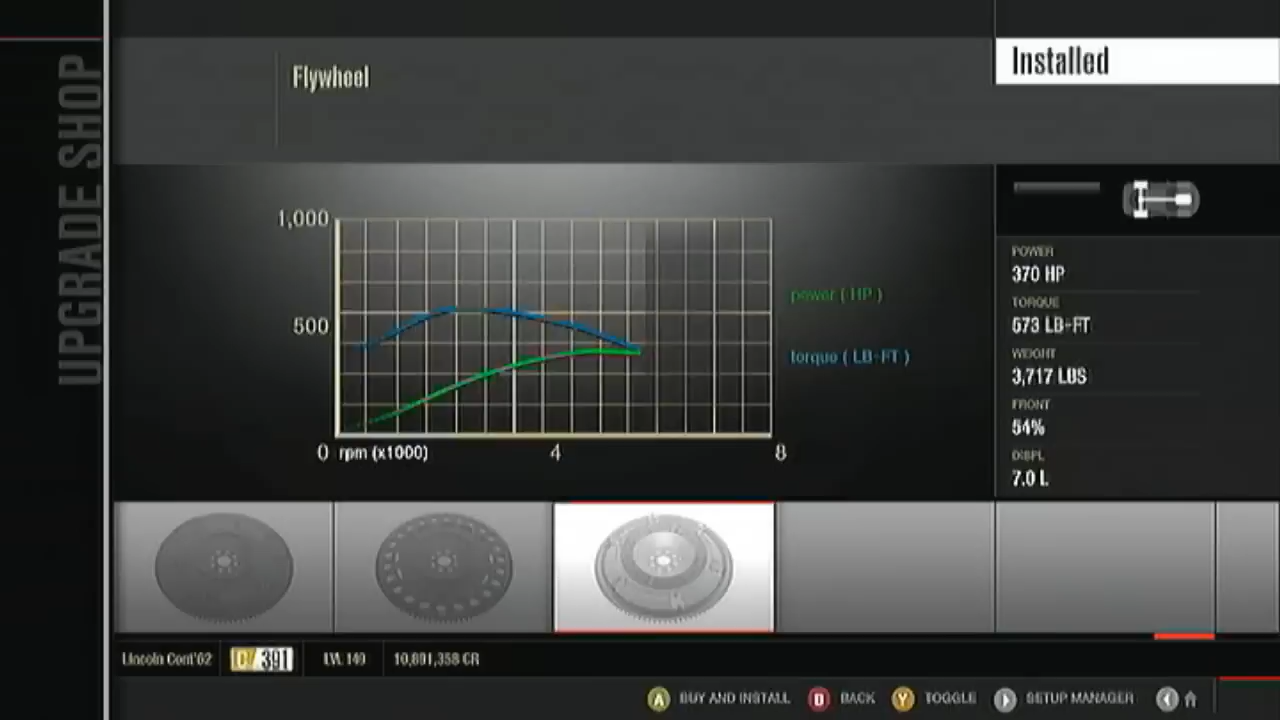 UPGRADE SHOP
Flywheel
Installed
1,000
500
0 rpm (x1000) 4 8
power ( HP )
torque ( LB-FT )
POWER
370 HP
TORQUE
573 LB-FT
WEIGHT
3,717 LBS
FRONT
54%
DISPL
7.0 L
Lincoln Cont'62 C 391 LVL 149 10,891,358 CR
A BUY AND INSTALL B BACK Y TOGGLE SETUP MANAGER